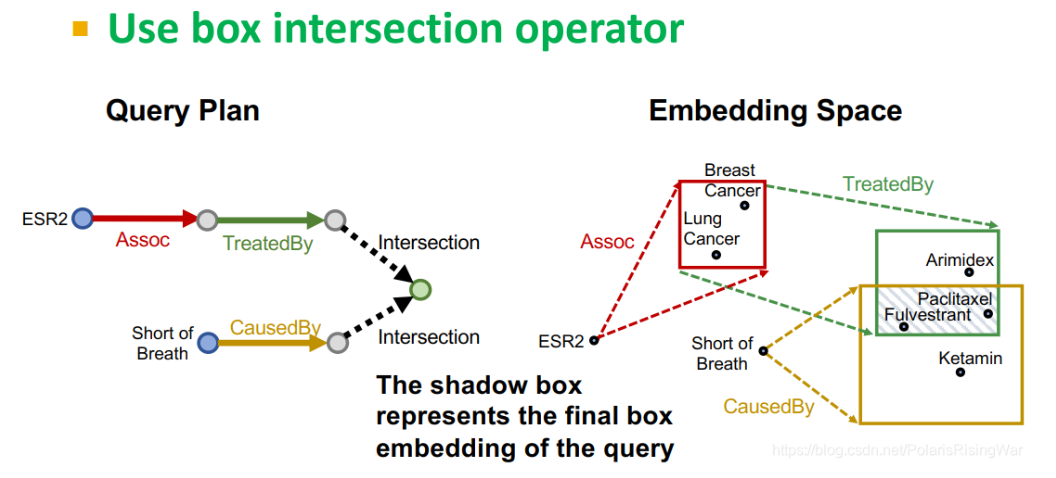 Use box intersection operator
Query Plan
ESR2
Assoc
TreatedBy
Intersection
Short of
Breath
CausedBy
Intersection
The shadow box
represents the final box
embedding of the query
Embedding Space
Breast
Cancer
Lung
Cancer
TreatedBy
Assoc
Arimidex
Paclitaxel
Fulvestrant
ESR2
Short of
Breath
Ketamin
CausedBy
https://blog.csdn.net/PolarisRisingWar